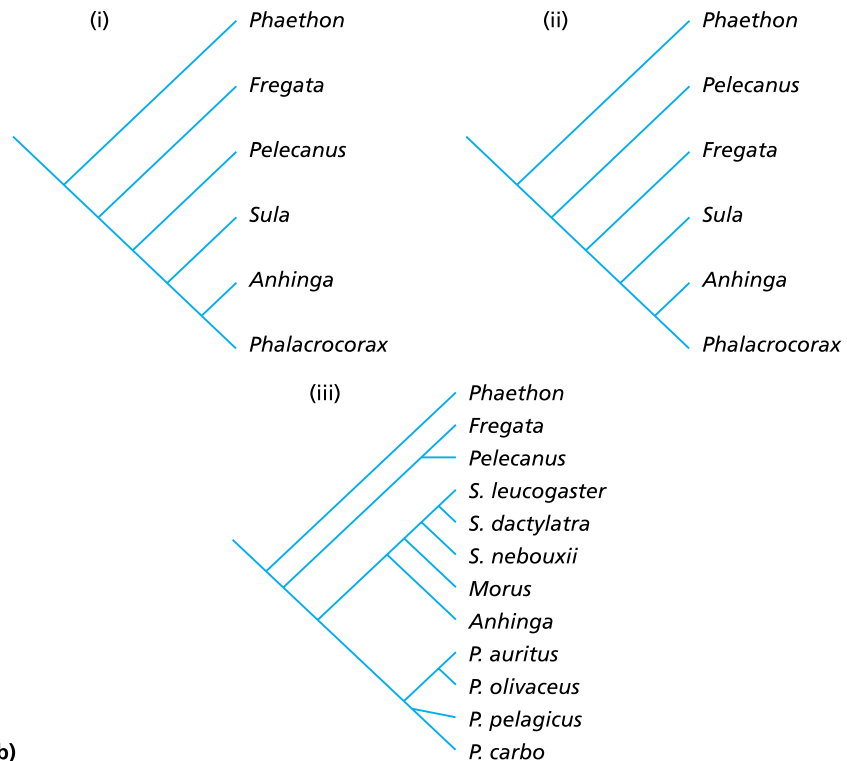 (i)
Phaethon
Fregata
Pelecanus
Sula
Anhinga
Phalacrocorax
(ii)
Phaethon
Pelecanus
Fregata
Sula
Anhinga
Phalacrocorax
(iii)
Phaethon
Fregata
Pelecanus
S. leucogaster
S. dactylatra
S. nebouxii
Morus
Anhinga
P. auritus
P. olivaceus
P. pelagicus
P. carbo
b)